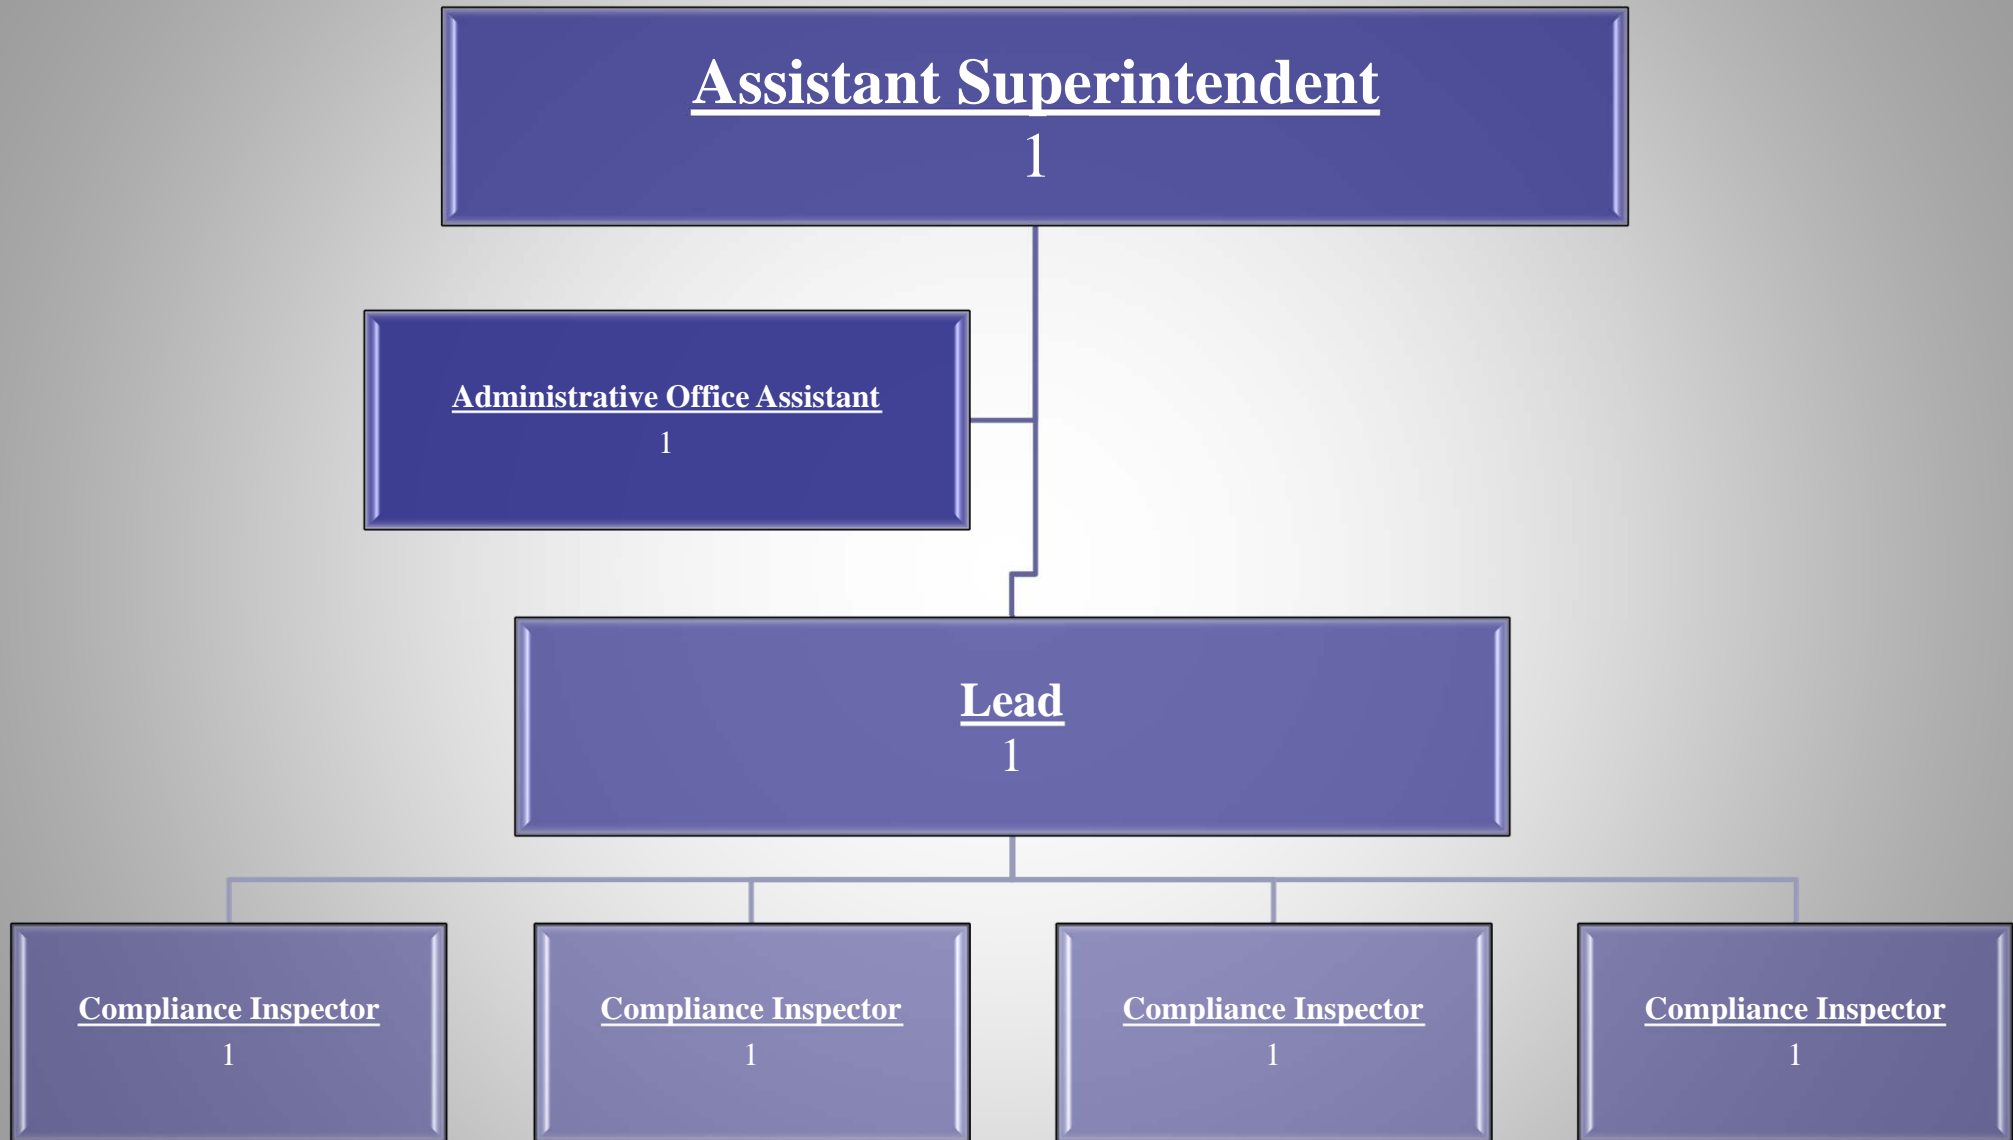 Assistant Superintendent
1
Administrative Office Assistant
1
Lead
1
Compliance Inspector
1
Compliance Inspector
1
Compliance Inspector
1
Compliance Inspector
1